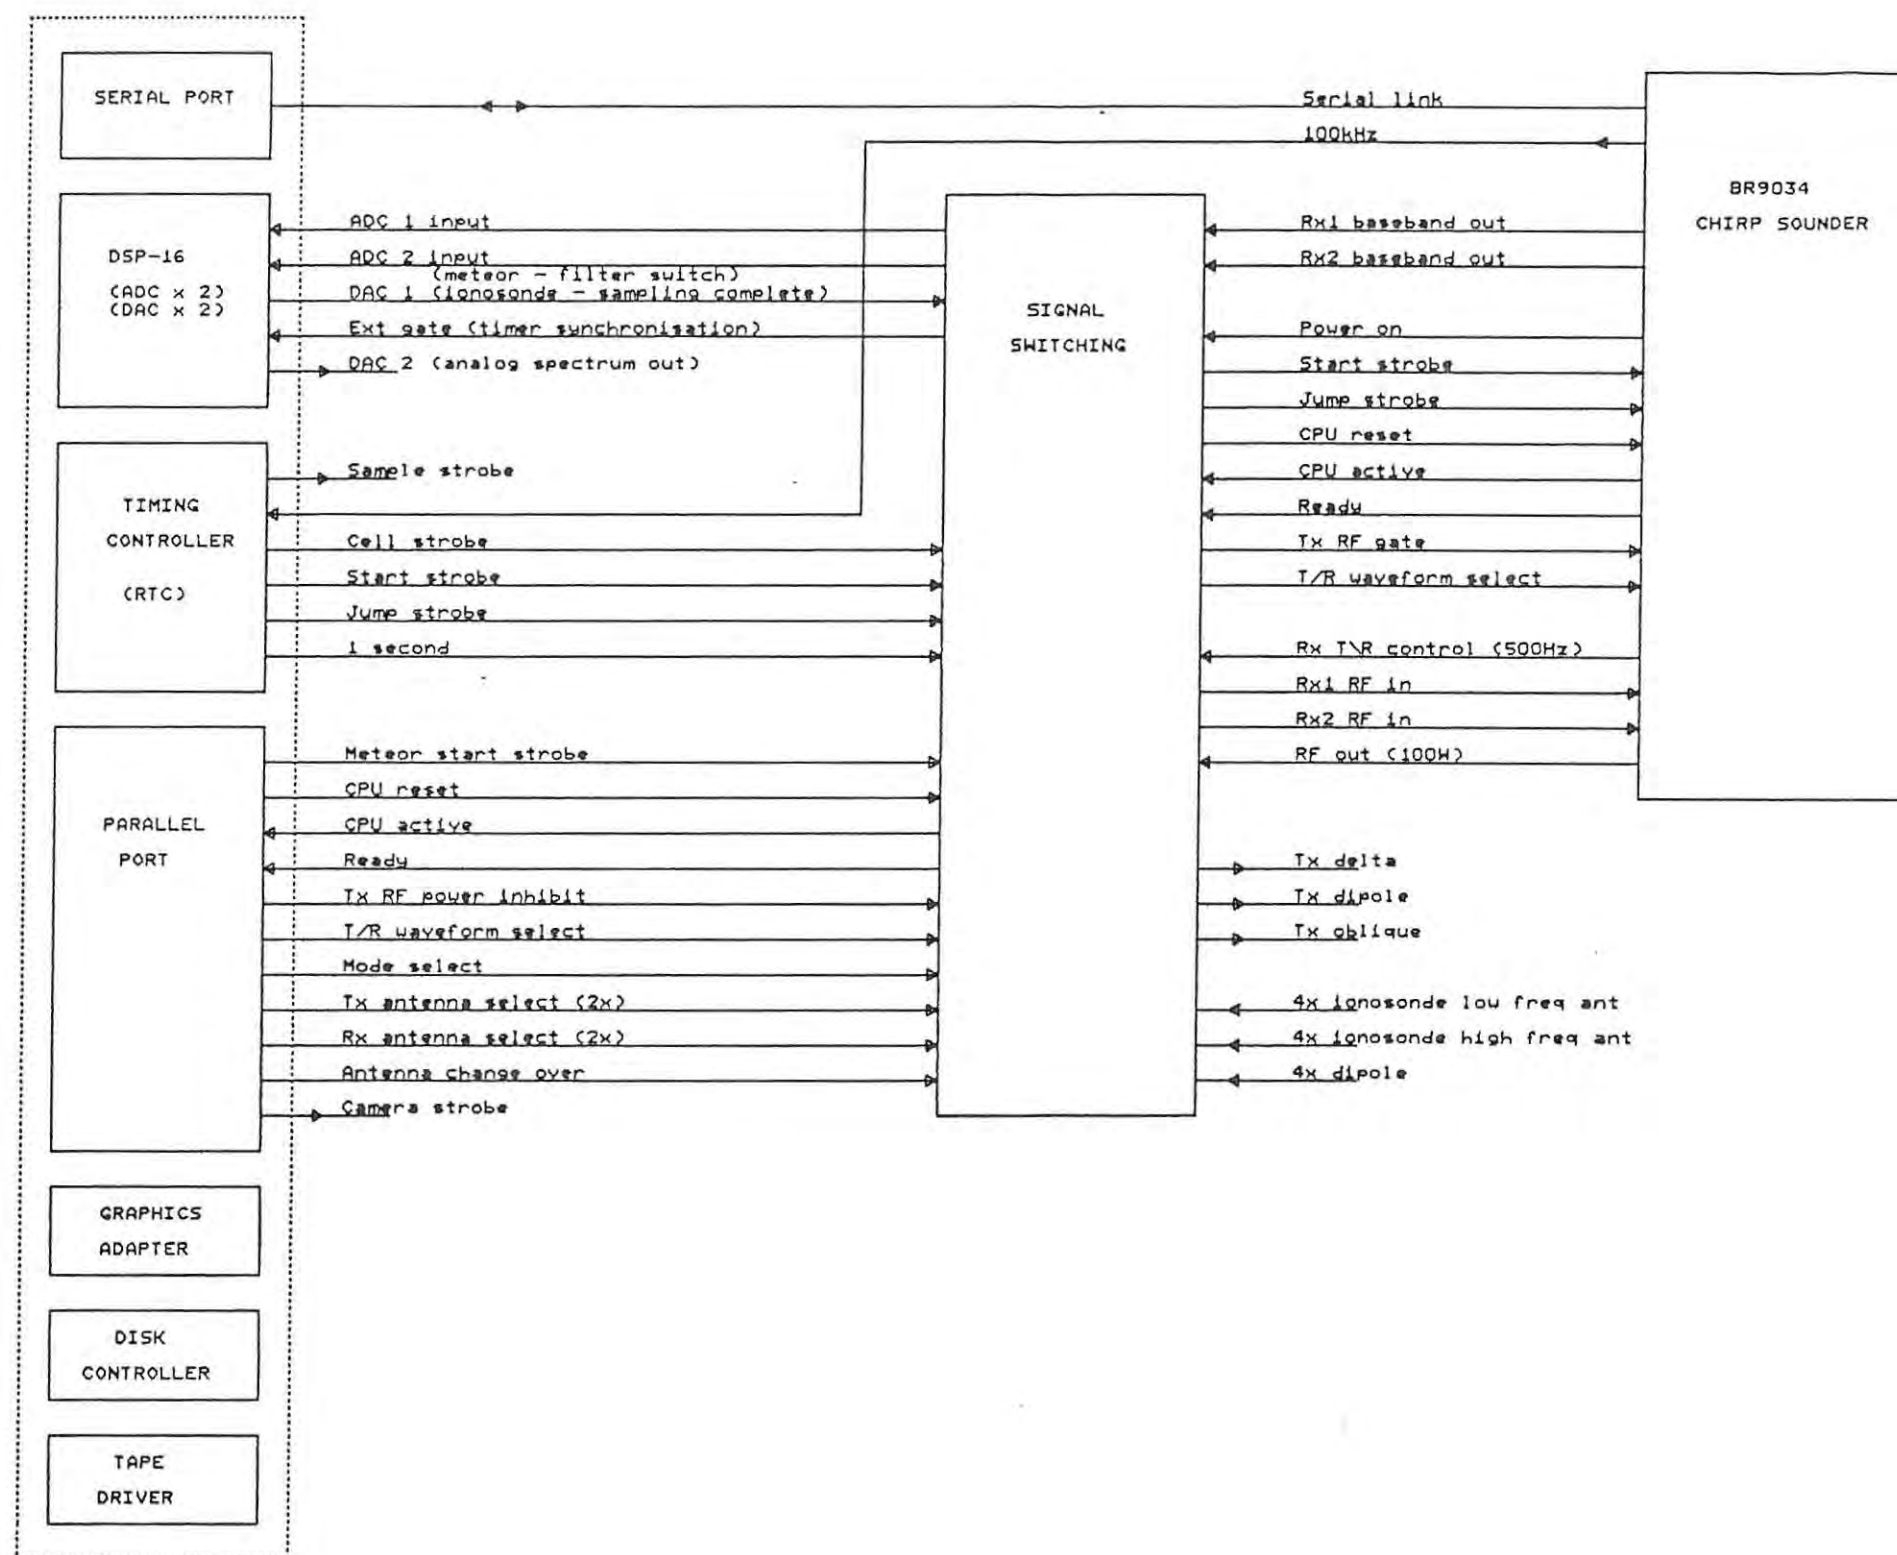 SERIAL PORT
Serial link
100kHz
BR9034
CHIRP SOUNDER
DSP-16
(ADC x 2)
(DAC x 2)
ADC 1 input
ADC 2 input
(meteor - filter switch)
DAC 1 (ionosonde - sampling complete)
Ext gate (timer synchronisation)
DAC 2 (analog spectrum out)
SIGNAL
SWITCHING
Rx1 baseband out
Rx2 baseband out
Power on
Start strobe
Jump strobe
CPU reset
CPU active
Ready
Tx RF gate
T/R waveform select
Rx T\R control (500Hz)
Rx1 RF in
Rx2 RF in
RF out (100W)
TIMING
CONTROLLER
(RTC)
Sample strobe
Cell strobe
Start strobe
Jump strobe
1 second
PARALLEL
PORT
Meteor start strobe
CPU reset
CPU active
Ready
Tx RF power inhibit
T/R waveform select
Mode select
Tx antenna select (2x)
Rx antenna select (2x)
Antenna change over
Camera strobe
Tx delta
Tx dipole
Tx oblique
4x ionosonde low freq ant
4x ionosonde high freq ant
4x dipole
GRAPHICS
ADAPTER
DISK
CONTROLLER
TAPE
DRIVER